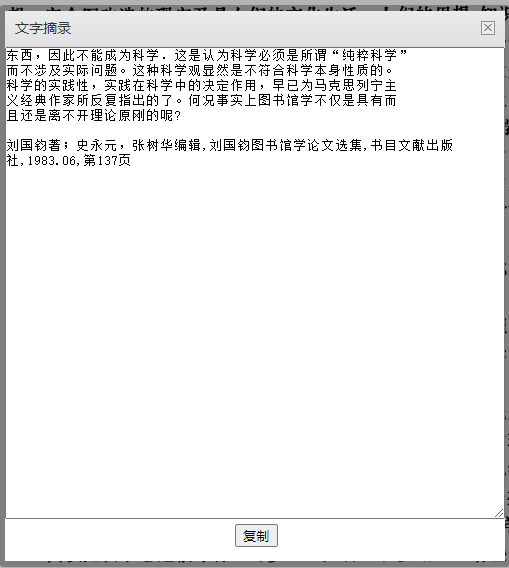 文字摘录
东西，因此不能成为科学．这是认为科学必须是所谓“纯粹科学”
而不涉及实际问题。这种科学观显然是不符合科学本身性质的。
科学的实践性，实践在科学中的决定作用，早已为马克思列宁主
义经典作家所反复指出的了。何况事实上图书馆学不仅是具有而
且还是离不开理论原刚的呢?
刘国钧著；史永元，张树华编辑,刘国钧图书馆学论文选集,书目文献出版
社,1983.06,第137页
复制